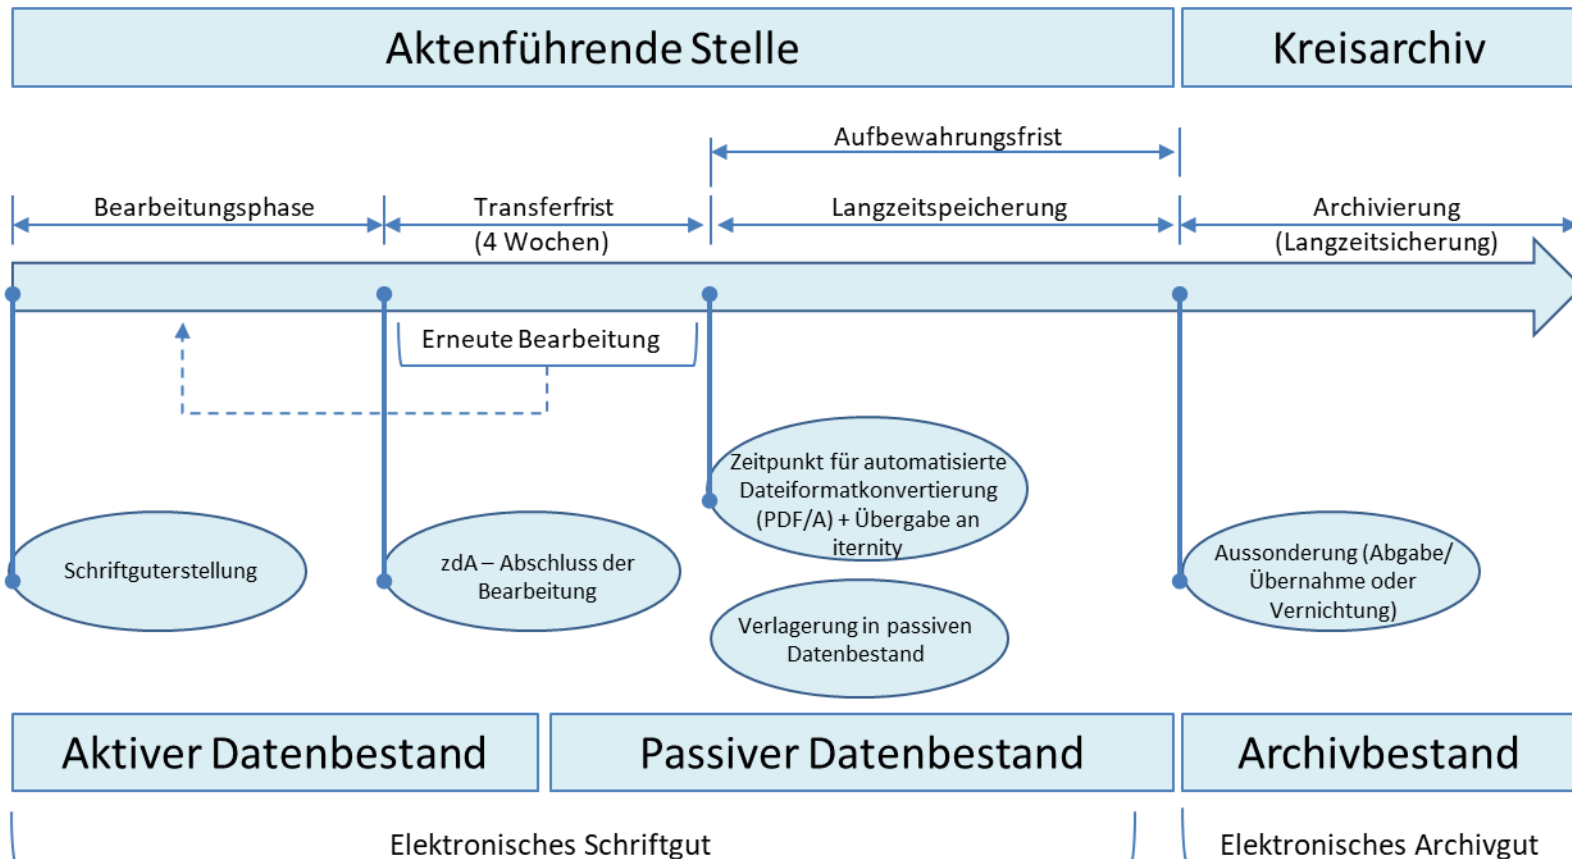 Aktenführende Stelle
Kreisarchiv
Aufbewahrungsfrist
Bearbeitungsphase
Transferfrist
(4 Wochen)
Langzeitspeicherung
Archivierung
(Langzeitsicherung)
Erneute Bearbeitung
Schriftguterstellung
zdA – Abschluss der
Bearbeitung
Zeitpunkt für automatisierte
Dateiformatkonvertierung
(PDF/A) + Übergabe an
iternity
Verlagerung in passiven
Datenbestand
Aussonderung (Abgabe/
Übernahme oder
Vernichtung)
Aktiver Datenbestand
Passiver Datenbestand
Archivbestand
Elektronisches Schriftgut
Elektronisches Archivgut